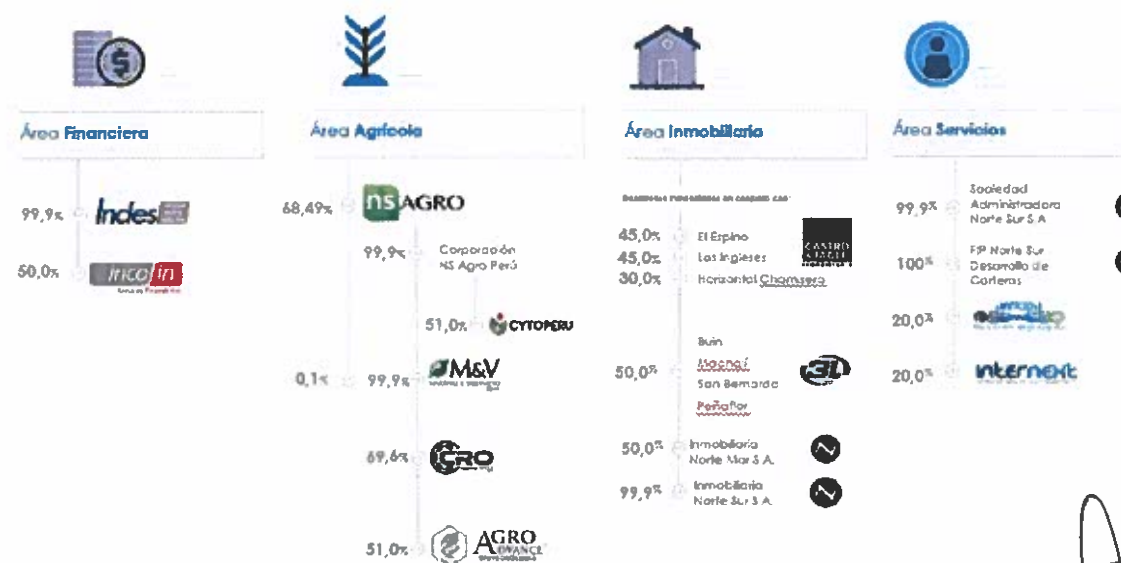 Área Financiera
99,9%
Indes
50,0%
incofin
Área Agrícola
68,49%
ns AGRO
99,9%
Corporación
NS Agro Perú
51,0%
CYTOPERU
0,1%
99,9%
M&V
69,6%
CRO
51,0%
AGRO
ADVANCE
Área Inmobiliaria
45,0%
El Espino
45,0%
Los Ingleses
30,0%
Horizontal Chamisero
50,0%
Buin
Machalí
San Bernardo
Peñaflor
3L
50,0%
Inmobiliaria
Norte Mar S.A.
99,9%
Inmobiliaria
Norte Sur S.A.
Área Servicios
99,9%
Sociedad
Administradora
Norte Sur S.A
100%
FIP Norte Sur
Desarrollo de
Carteras
20,0%
20,0%
internext